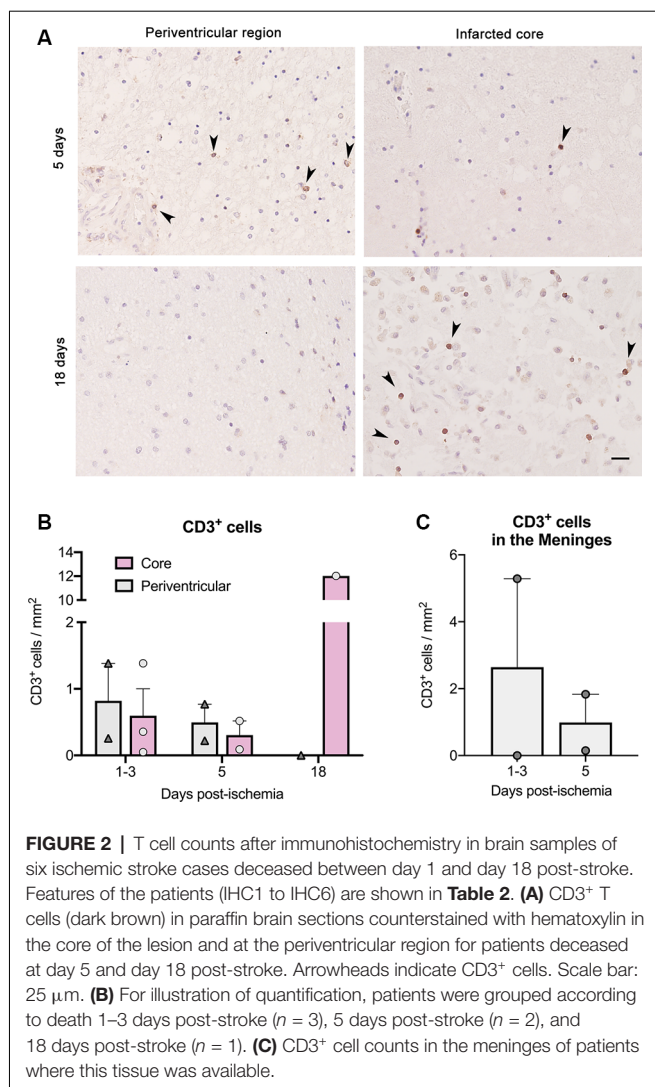 A
Periventricular region
Infarcted core
5 days
18 days
B
CD3+ cells
Core
Periventricular
CD3+ cells / mm2
14
12
10
2
1
0
1-3
5
18
Days post-ischemia
C
CD3+ cells
in the Meninges
CD3+ cells / mm2
6
4
2
0
1-3
5
Days post-ischemia
FIGURE 2 | T cell counts after immunohistochemistry in brain samples of
six ischemic stroke cases deceased between day 1 and day 18 post-stroke.
Features of the patients (IHC1 to IHC6) are shown in Table 2. (A) CD3+ T
cells (dark brown) in paraffin brain sections counterstained with hematoxylin in
the core of the lesion and at the periventricular region for patients deceased
at day 5 and day 18 post-stroke. Arrowheads indicate CD3+ cells. Scale bar:
25 μm. (B) For illustration of quantification, patients were grouped according
to death 1–3 days post-stroke (n = 3), 5 days post-stroke (n = 2), and
18 days post-stroke (n = 1). (C) CD3+ cell counts in the meninges of patients
where this tissue was available.